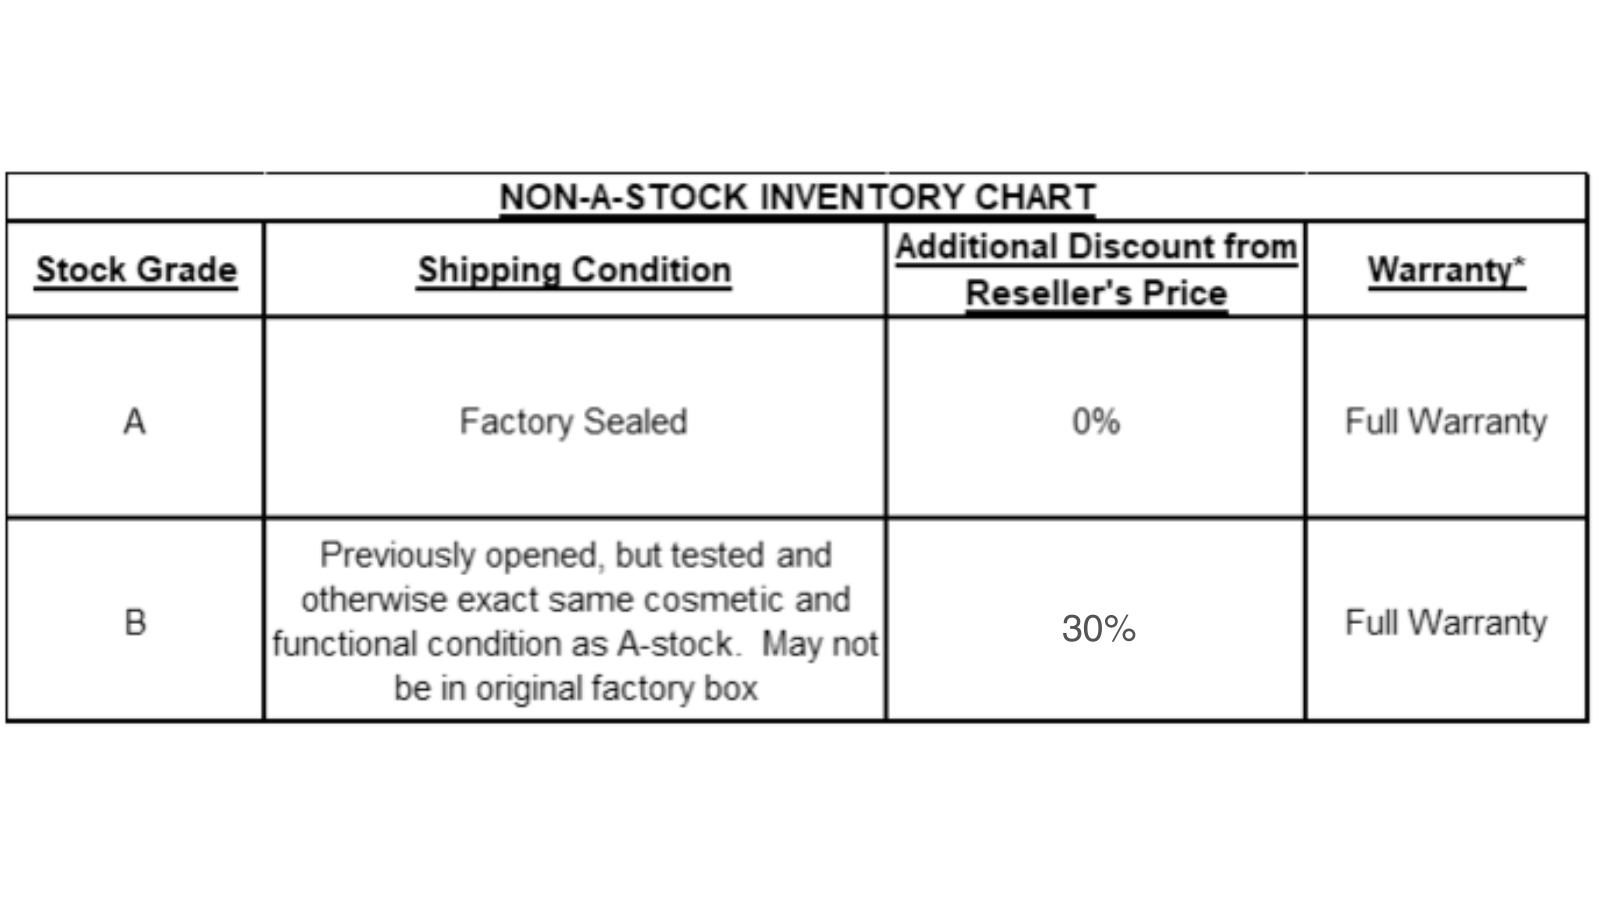 NON-A-STOCK INVENTORY CHART
Stock Grade
Shipping Condition
Additional Discount from
Reseller's Price
Warranty*
A
Factory Sealed
0%
Full Warranty
B
Previously opened, but tested and
otherwise exact same cosmetic and
functional condition as A-stock.  May not
be in original factory box
30%
Full Warranty